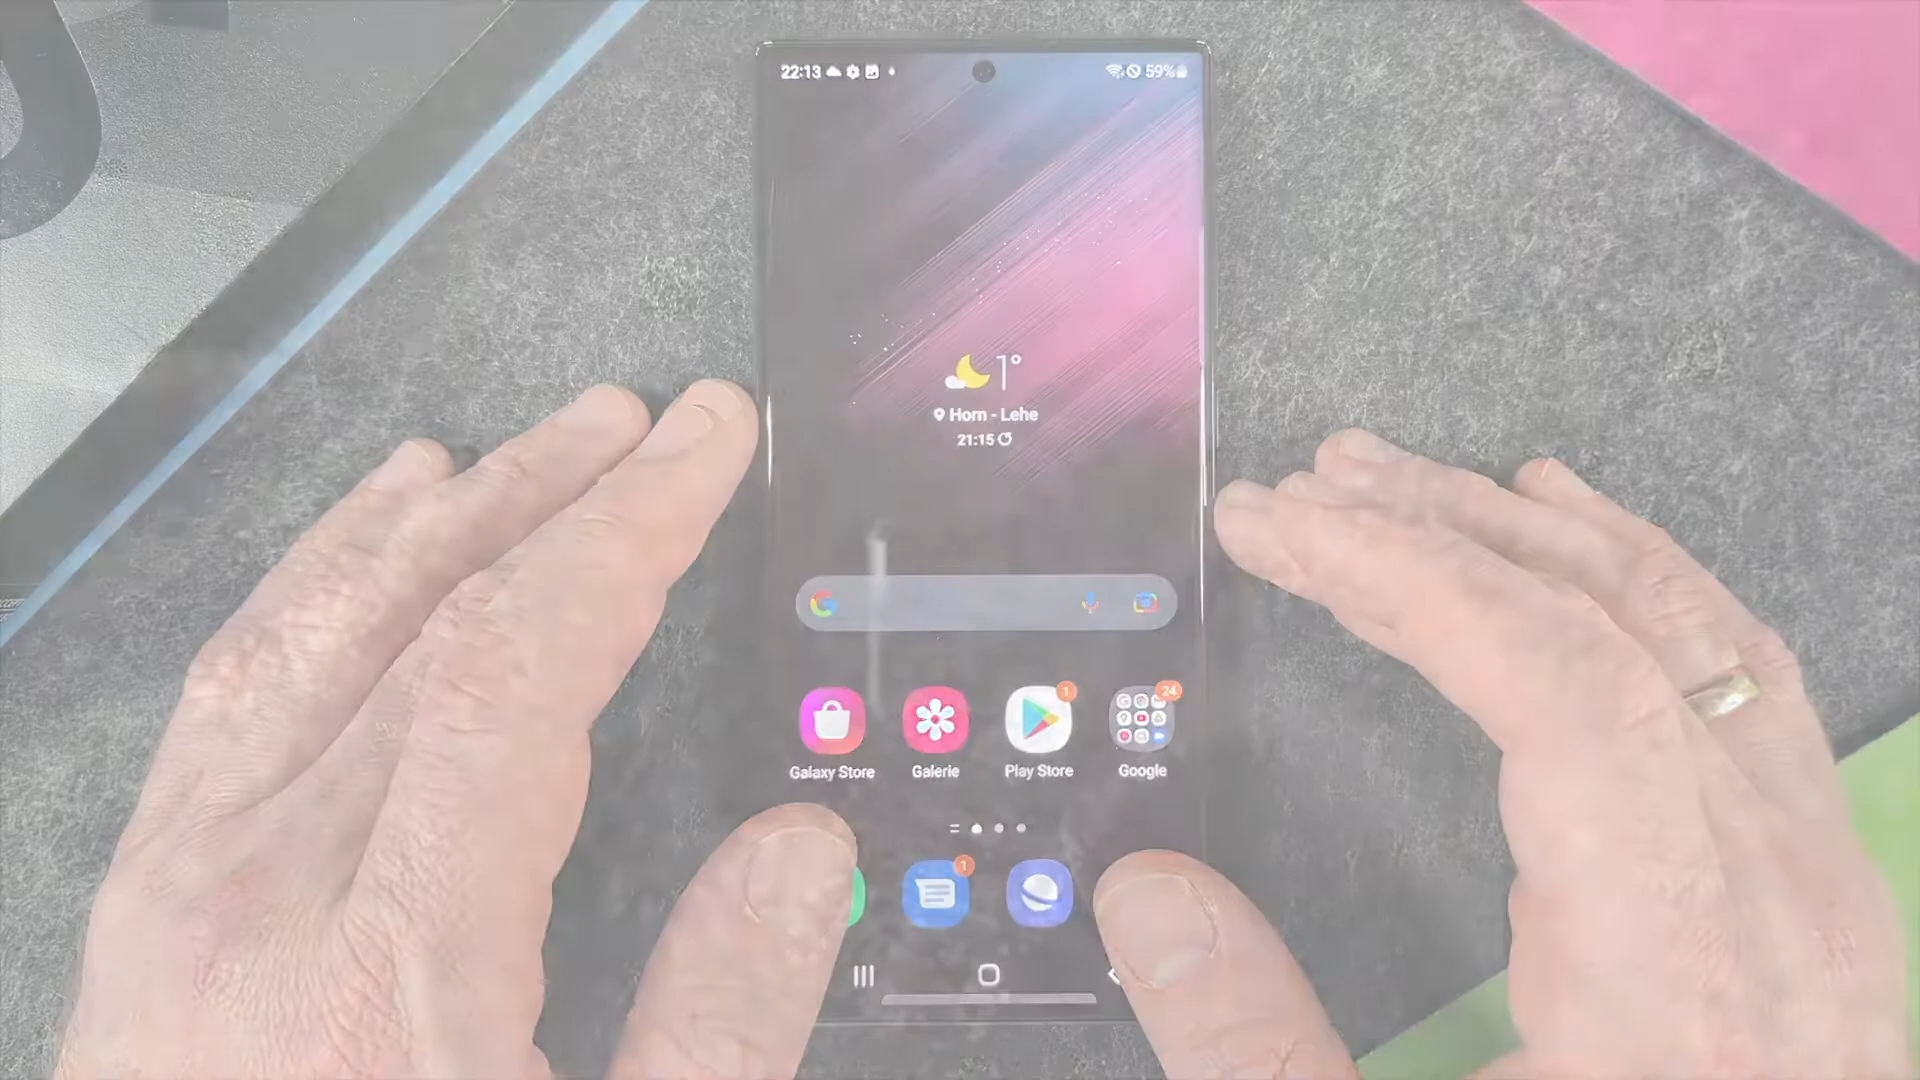 22:13
59%
1°
Horn - Lehe
21:15
1
24
Galaxy Store
Galerie
Play Store
Google
1